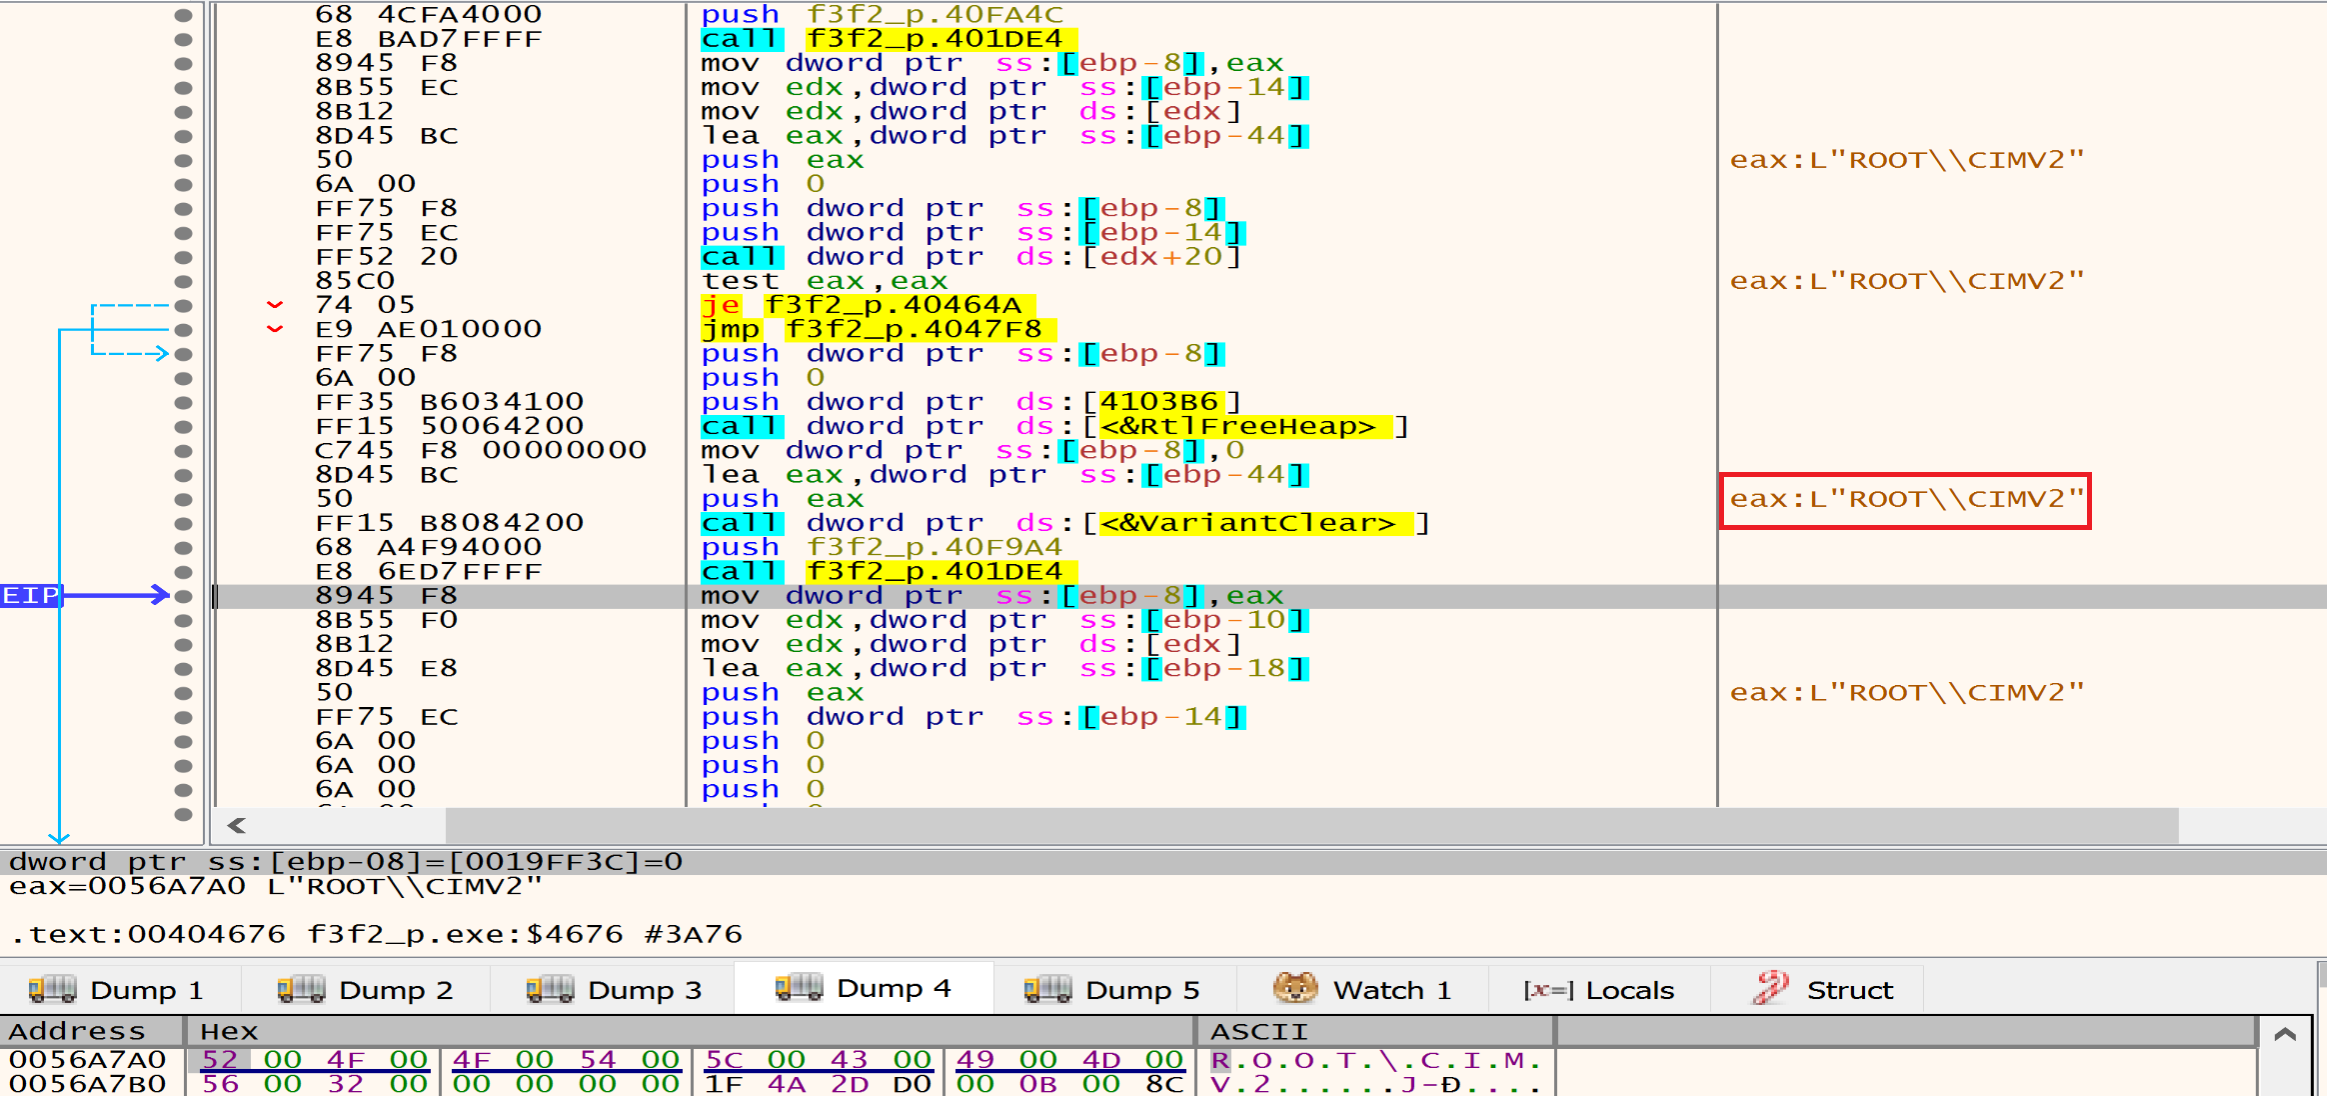 68 4CFA4000 push f3f2_p.40FA4C
E8 BAD7FFFF call f3f2_p.401DE4
8945 F8 mov dword ptr ss:[ebp-8],eax
8B55 EC mov edx,dword ptr ss:[ebp-14]
8B12 mov edx,dword ptr ds:[edx]
8D45 BC lea eax,dword ptr ss:[ebp-44]
50 push eax eax:L"ROOT\\CIMV2"
6A 00 push 0
FF75 F8 push dword ptr ss:[ebp-8]
FF75 EC push dword ptr ss:[ebp-14]
FF52 20 call dword ptr ds:[edx+20]
85C0 test eax,eax eax:L"ROOT\\CIMV2"
74 05 je f3f2_p.40464A
E9 AE010000 jmp f3f2_p.4047F8
FF75 F8 push dword ptr ss:[ebp-8]
6A 00 push 0
FF35 B6034100 push dword ptr ds:[4103B6]
FF15 50064200 call dword ptr ds:[<&RtlFreeHeap>]
C745 F8 00000000 mov dword ptr ss:[ebp-8],0
8D45 BC lea eax,dword ptr ss:[ebp-44]
50 push eax eax:L"ROOT\\CIMV2"
FF15 B8084200 call dword ptr ds:[<&VariantClear>]
68 A4F94000 push f3f2_p.40F9A4
E8 6ED7FFFF call f3f2_p.401DE4
EIP 8945 F8 mov dword ptr ss:[ebp-8],eax
8B55 F0 mov edx,dword ptr ss:[ebp-10]
8B12 mov edx,dword ptr ds:[edx]
8D45 E8 lea eax,dword ptr ss:[ebp-18]
50 push eax eax:L"ROOT\\CIMV2"
FF75 EC push dword ptr ss:[ebp-14]
6A 00 push 0
6A 00 push 0
6A 00 push 0
dword ptr ss:[ebp-08]=[0019FF3C]=0
eax=0056A7A0 L"ROOT\\CIMV2"
.text:00404676 f3f2_p.exe:$4676 #3A76
Dump 1 Dump 2 Dump 3 Dump 4 Dump 5 Watch 1 [x=] Locals Struct
Address Hex ASCII
0056A7A0 52 00 4F 00 4F 00 54 00 5C 00 43 00 49 00 4D 00 R.O.O.T.\.C.I.M.
0056A7B0 56 00 32 00 00 00 00 00 1F 4A 2D D0 00 0B 00 8C V.2......J-Ð....